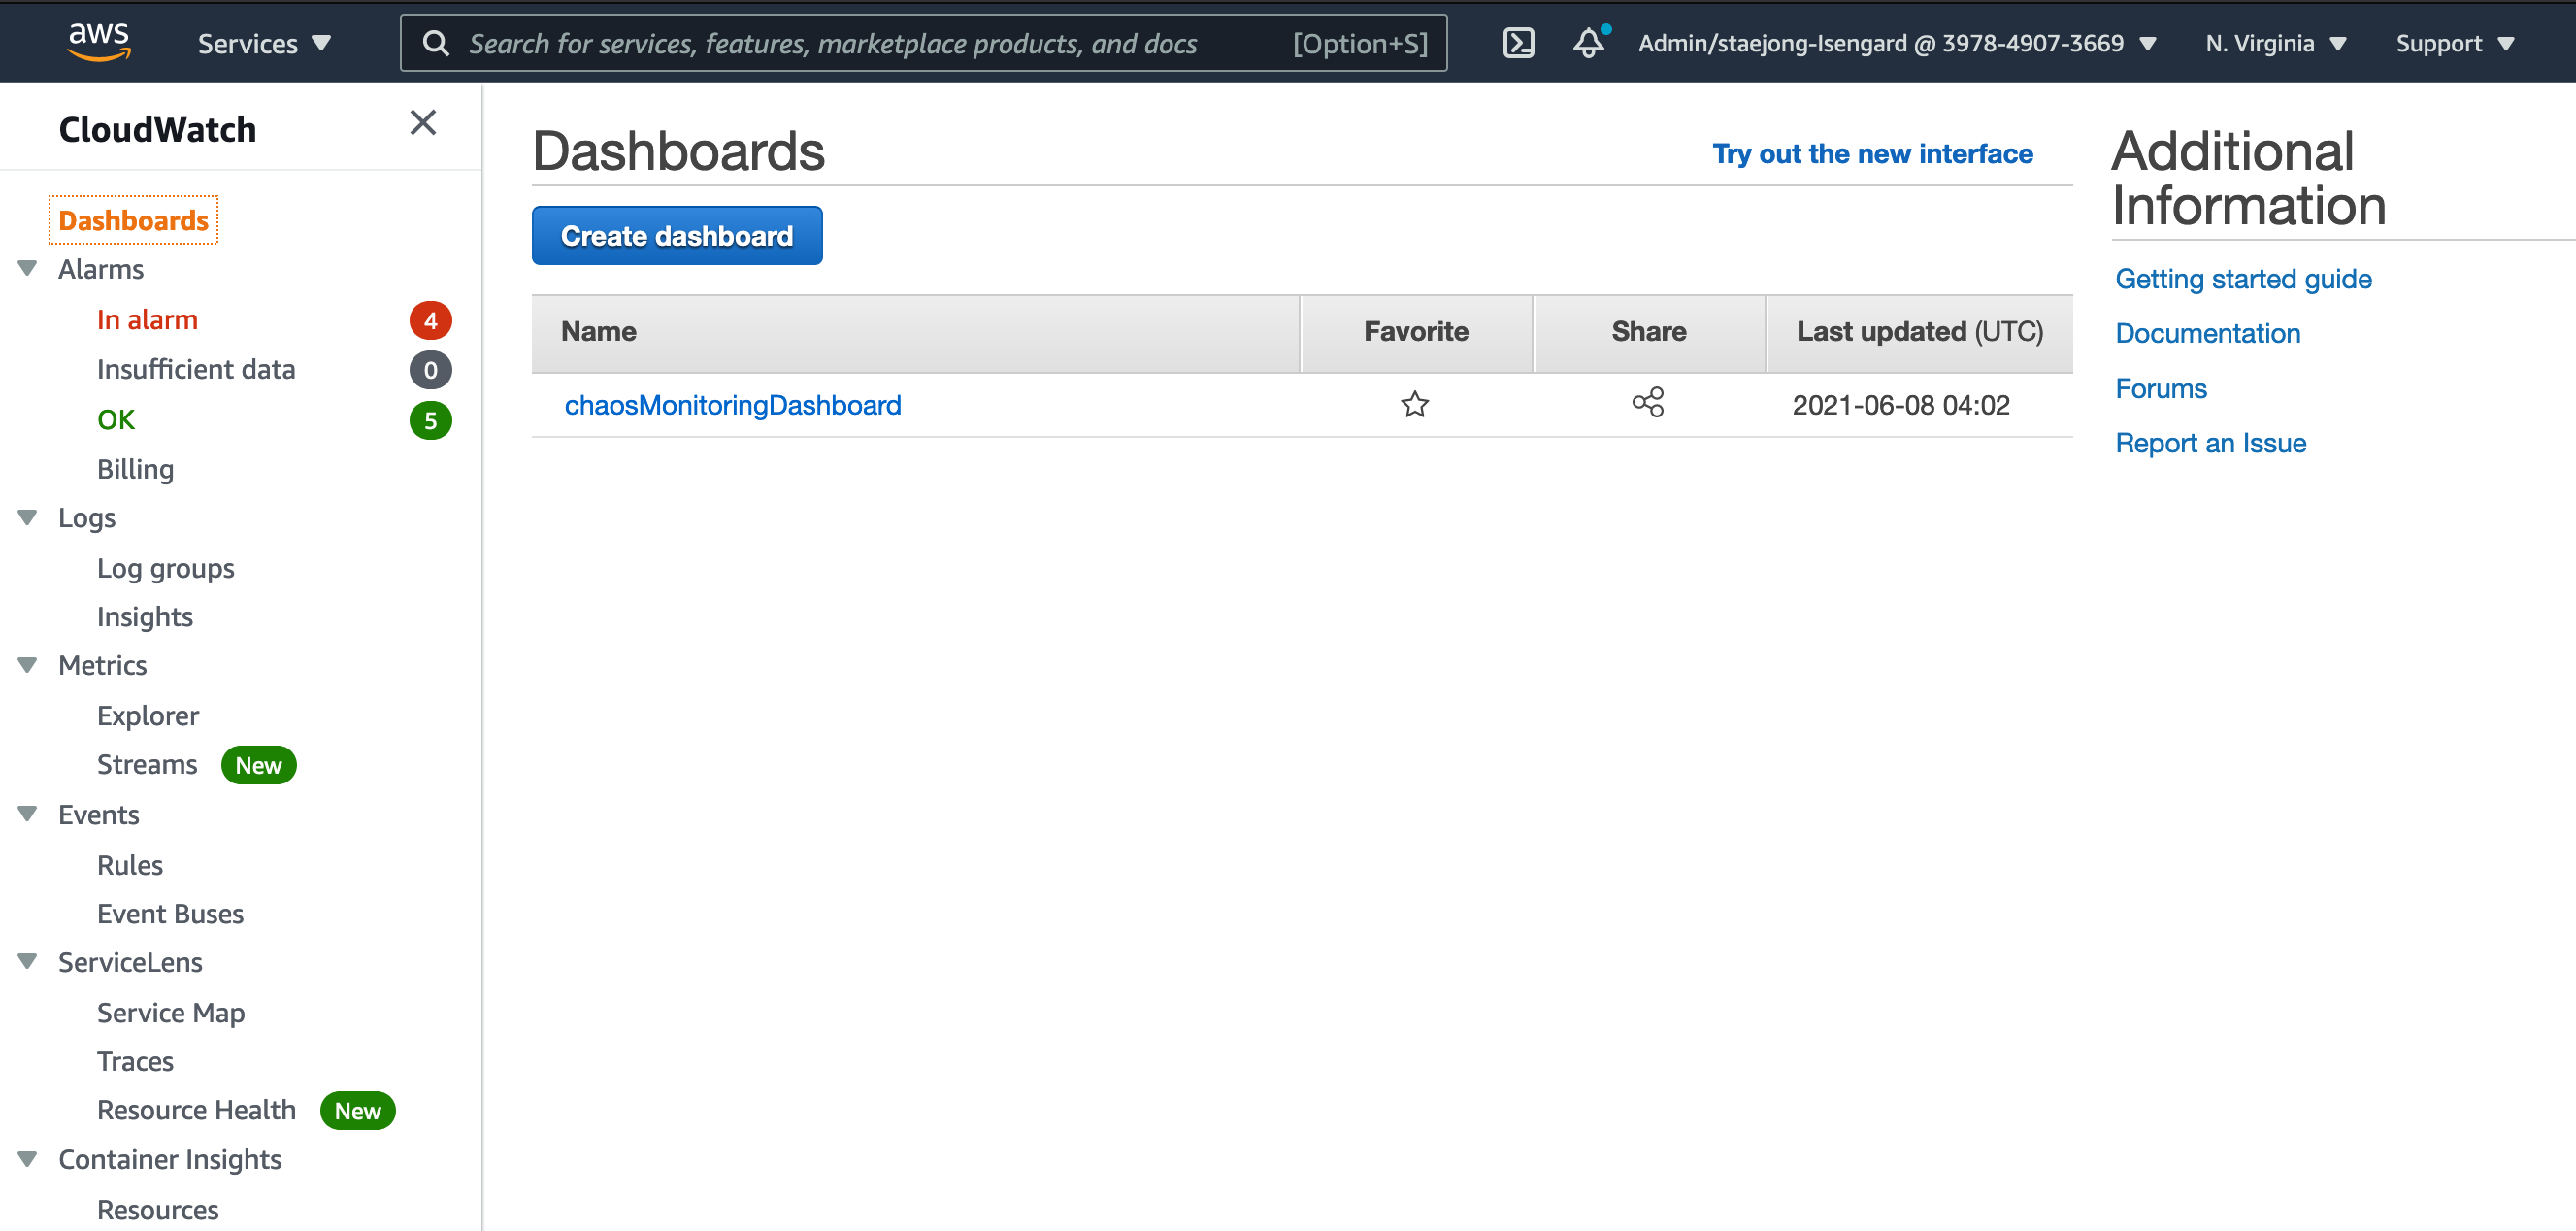 aws
Services
Search for services, features, marketplace products, and docs [Option+S]
Admin/staejong-Isengard @ 3978-4907-3669
N. Virginia
Support
CloudWatch
Dashboards
Alarms
In alarm 4
Insufficient data 0
OK 5
Billing
Logs
Log groups
Insights
Metrics
Explorer
Streams New
Events
Rules
Event Buses
ServiceLens
Service Map
Traces
Resource Health New
Container Insights
Resources
Dashboards
Try out the new interface
Create dashboard
Name Favorite Share Last updated (UTC)
chaosMonitoringDashboard 2021-06-08 04:02
Additional
Information
Getting started guide
Documentation
Forums
Report an Issue